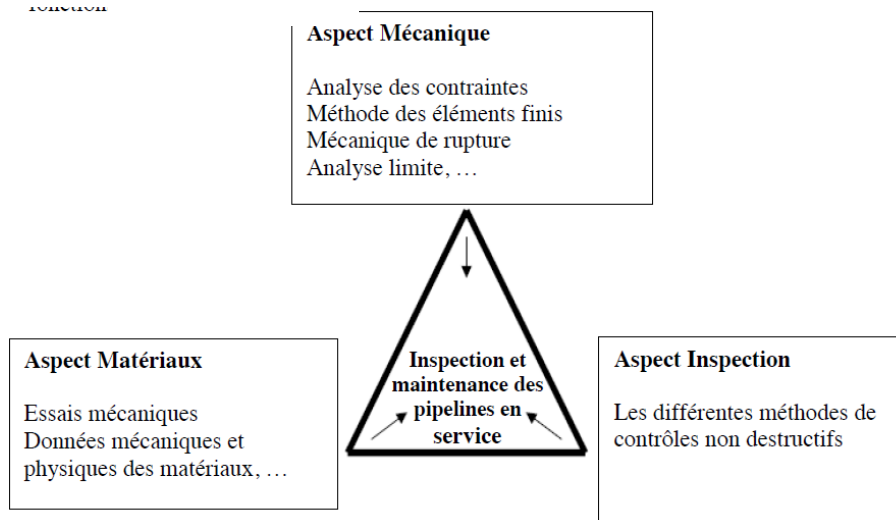 fonction
Aspect Mécanique
Analyse des contraintes
Méthode des éléments finis
Mécanique de rupture
Analyse limite, …
Aspect Matériaux
Essais mécaniques
Données mécaniques et
physiques des matériaux, …
Inspection et
maintenance des
pipelines en
service
Aspect Inspection
Les différentes méthodes de
contrôles non destructifs